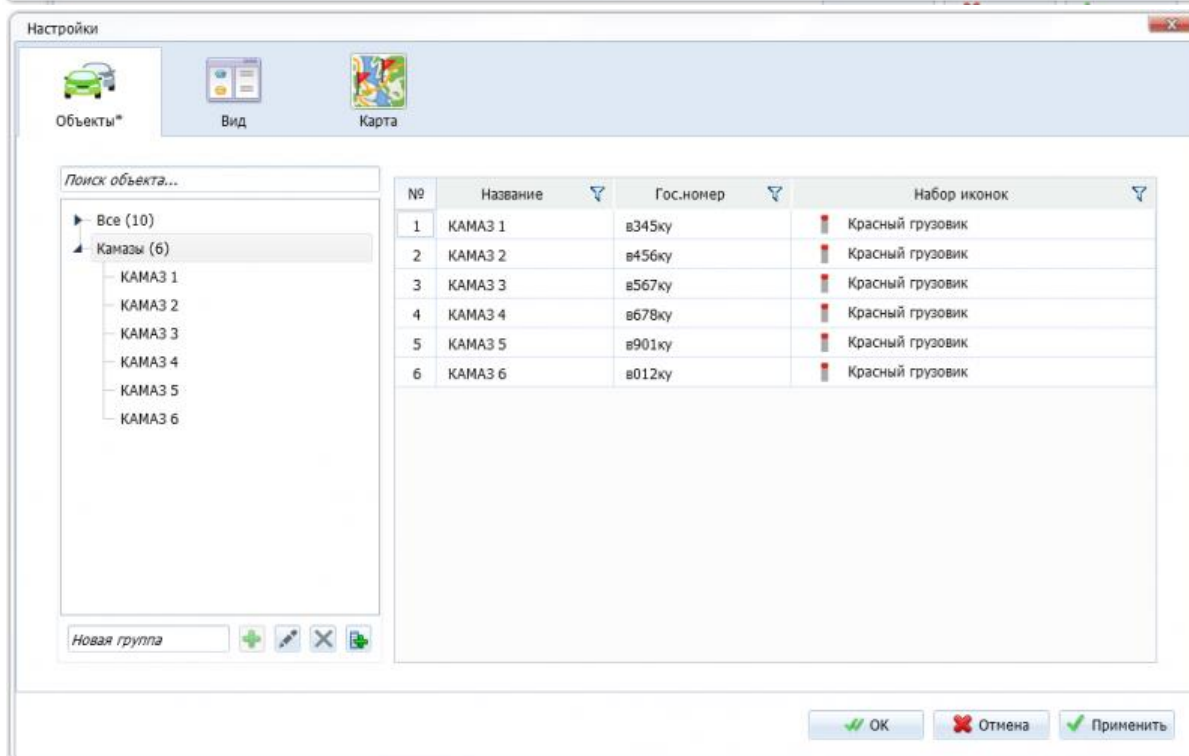 Настройки
Объекты* Вид Карта
Поиск объекта...
Все (10)
Камазы (6)
КАМАЗ 1
КАМАЗ 2
КАМАЗ 3
КАМАЗ 4
КАМАЗ 5
КАМАЗ 6
Новая группа
№ Название Гос.номер Набор иконок
1 КАМАЗ 1 в345ку Красный грузовик
2 КАМАЗ 2 в456ку Красный грузовик
3 КАМАЗ 3 в567ку Красный грузовик
4 КАМАЗ 4 в678ку Красный грузовик
5 КАМАЗ 5 в901ку Красный грузовик
6 КАМАЗ 6 в012ку Красный грузовик
OK Отмена Применить